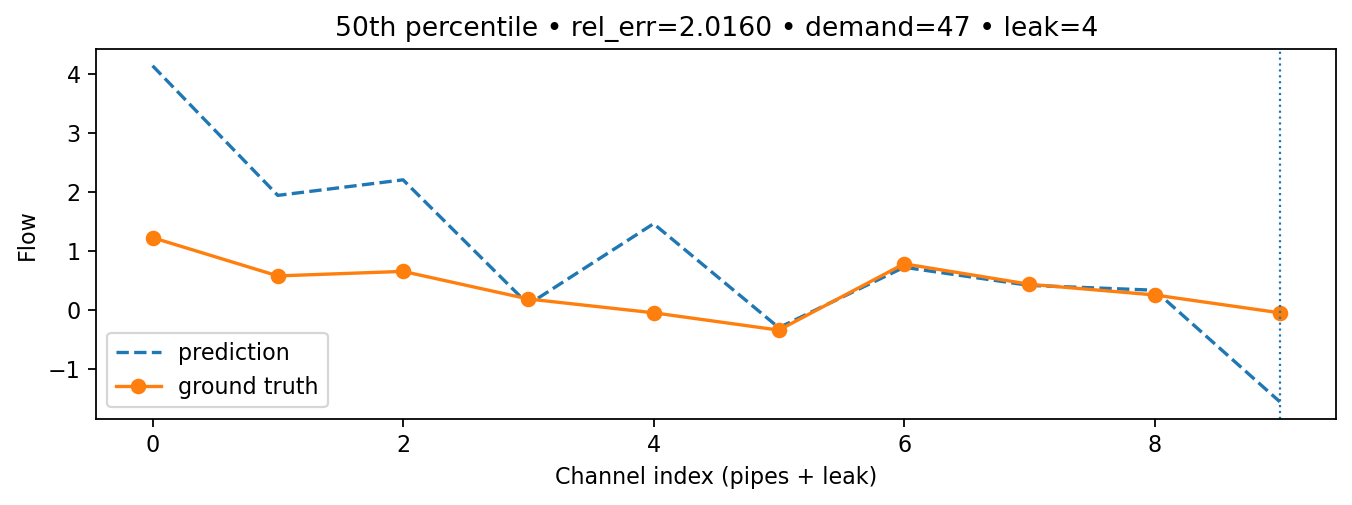 50th percentile • rel_err=2.0160 • demand=47 • leak=4
Flow
4
3
2
1
0
−1
prediction
ground truth
0
2
4
6
8
Channel index (pipes + leak)